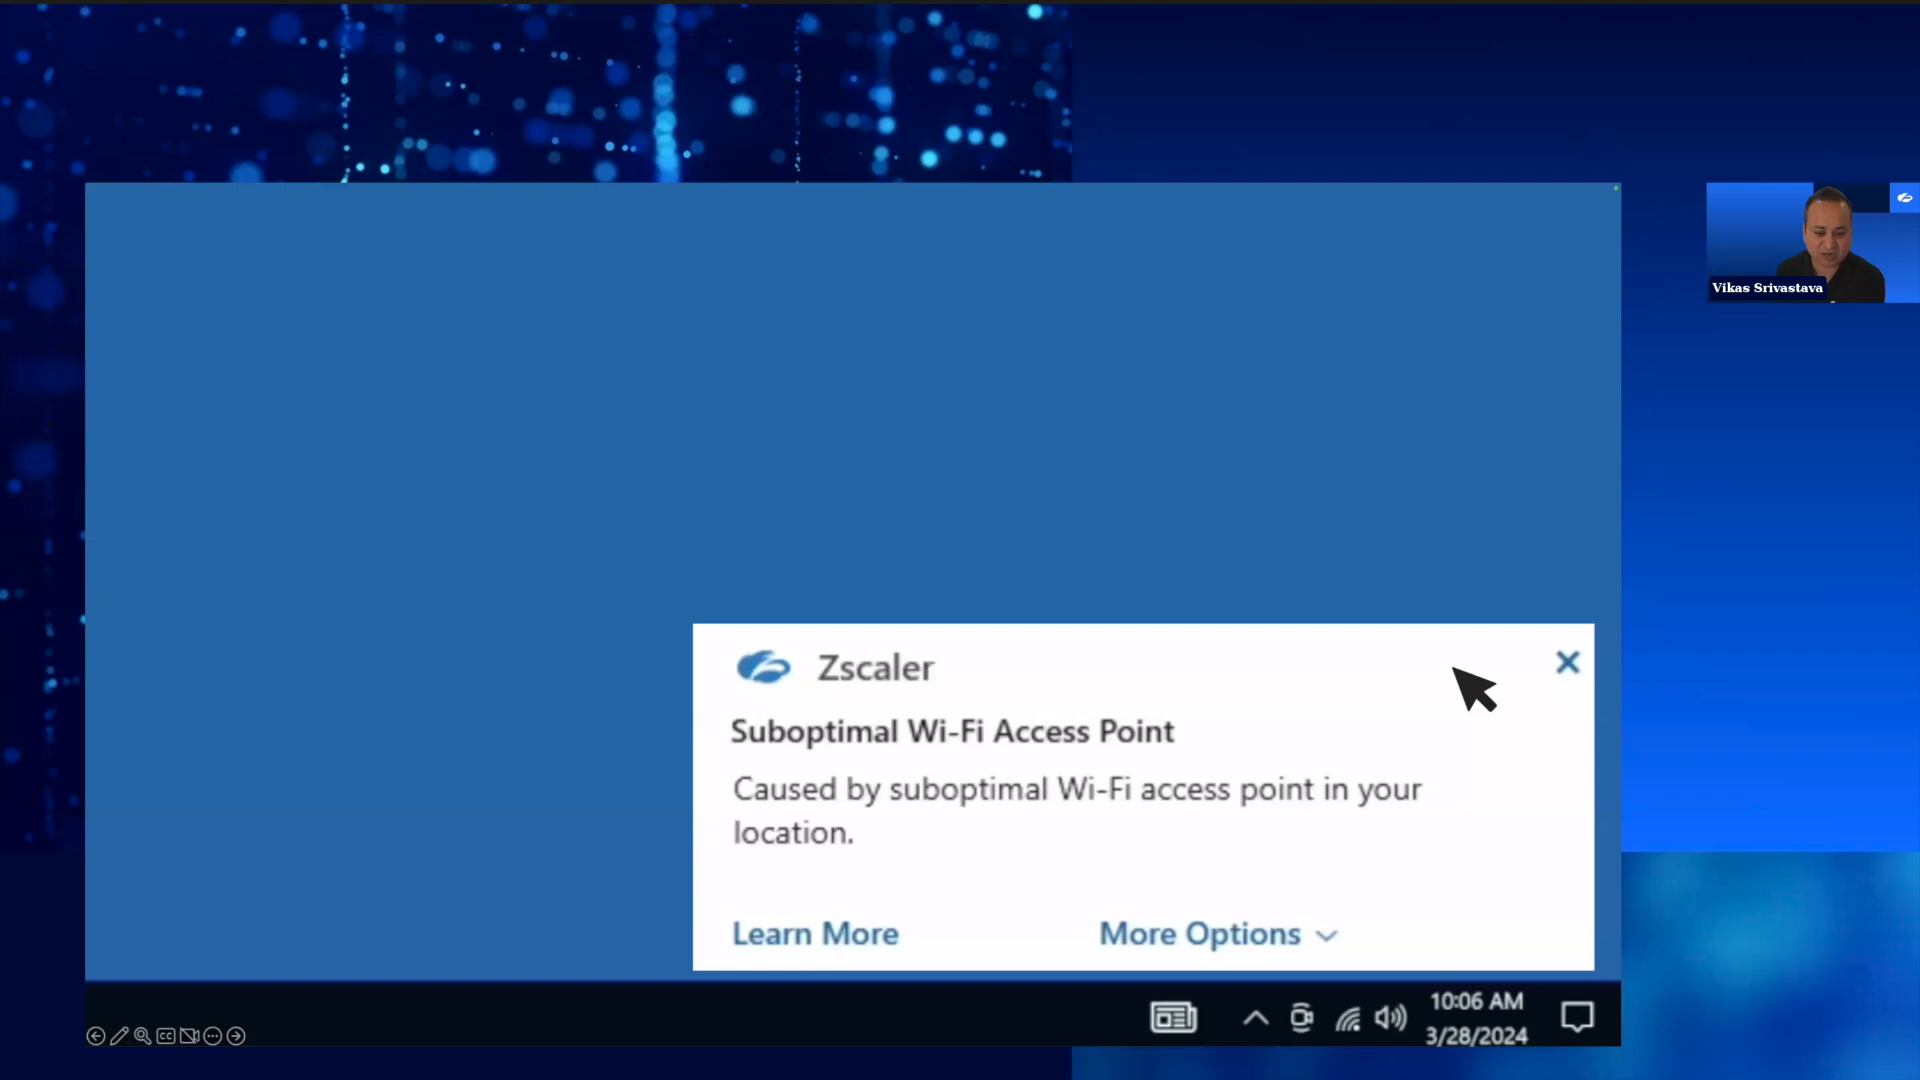 Vikas Srivastava
Zscaler
Suboptimal Wi-Fi Access Point
Caused by suboptimal Wi-Fi access point in your
location.
Learn More
More Options
10:06 AM
3/28/2024
CC